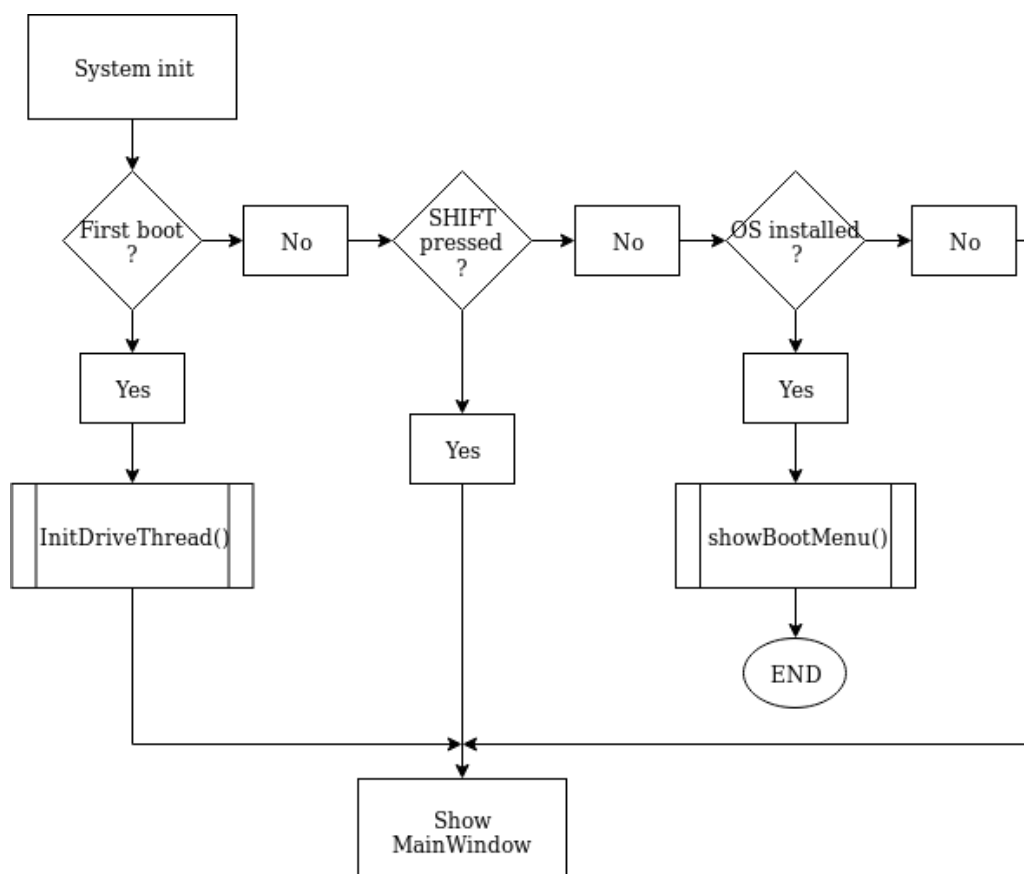 System init
First boot
?
No
SHIFT
pressed
?
No
OS installed
?
No
Yes
Yes
Yes
InitDriveThread()
showBootMenu()
END
Show
MainWindow